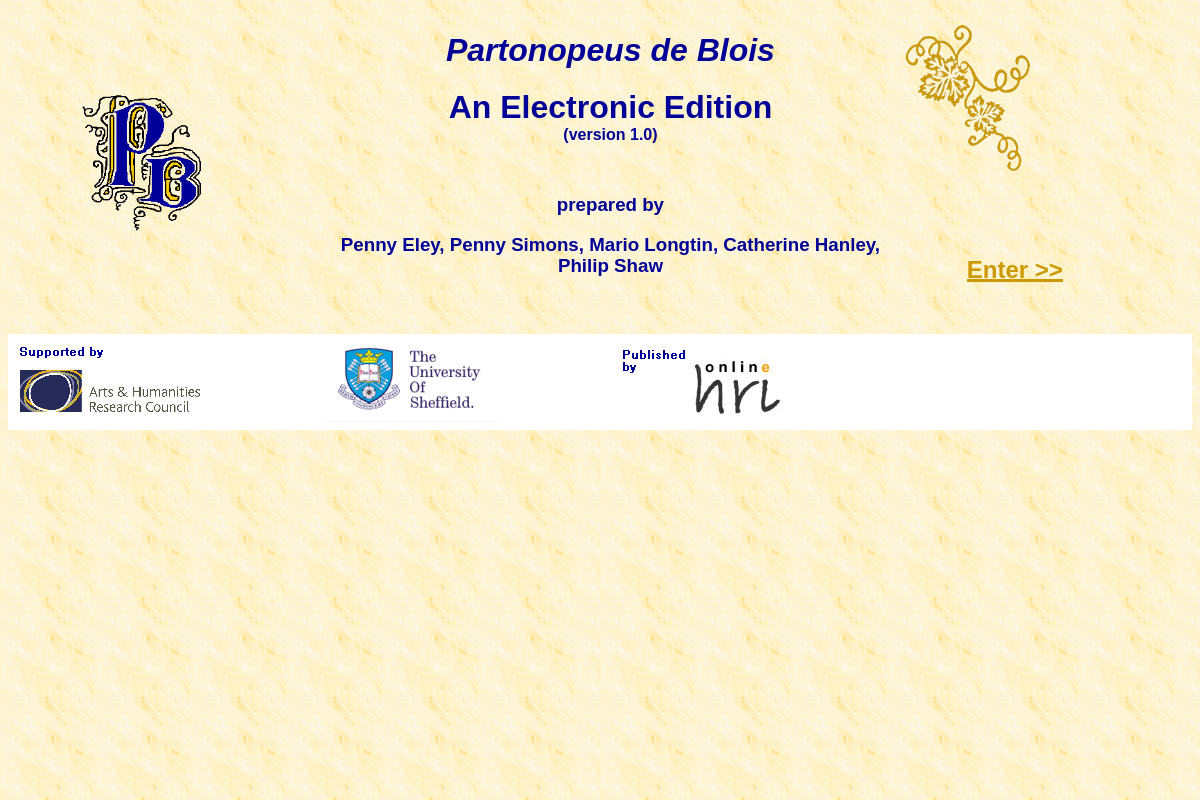 Partonopeus de Blois
An Electronic Edition
(version 1.0)
PB
prepared by
Penny Eley, Penny Simons, Mario Longtin, Catherine Hanley,
Philip Shaw
Enter >>
Supported by
Arts & Humanities
Research Council
The
University
Of
Sheffield.
Published
by
online
hri